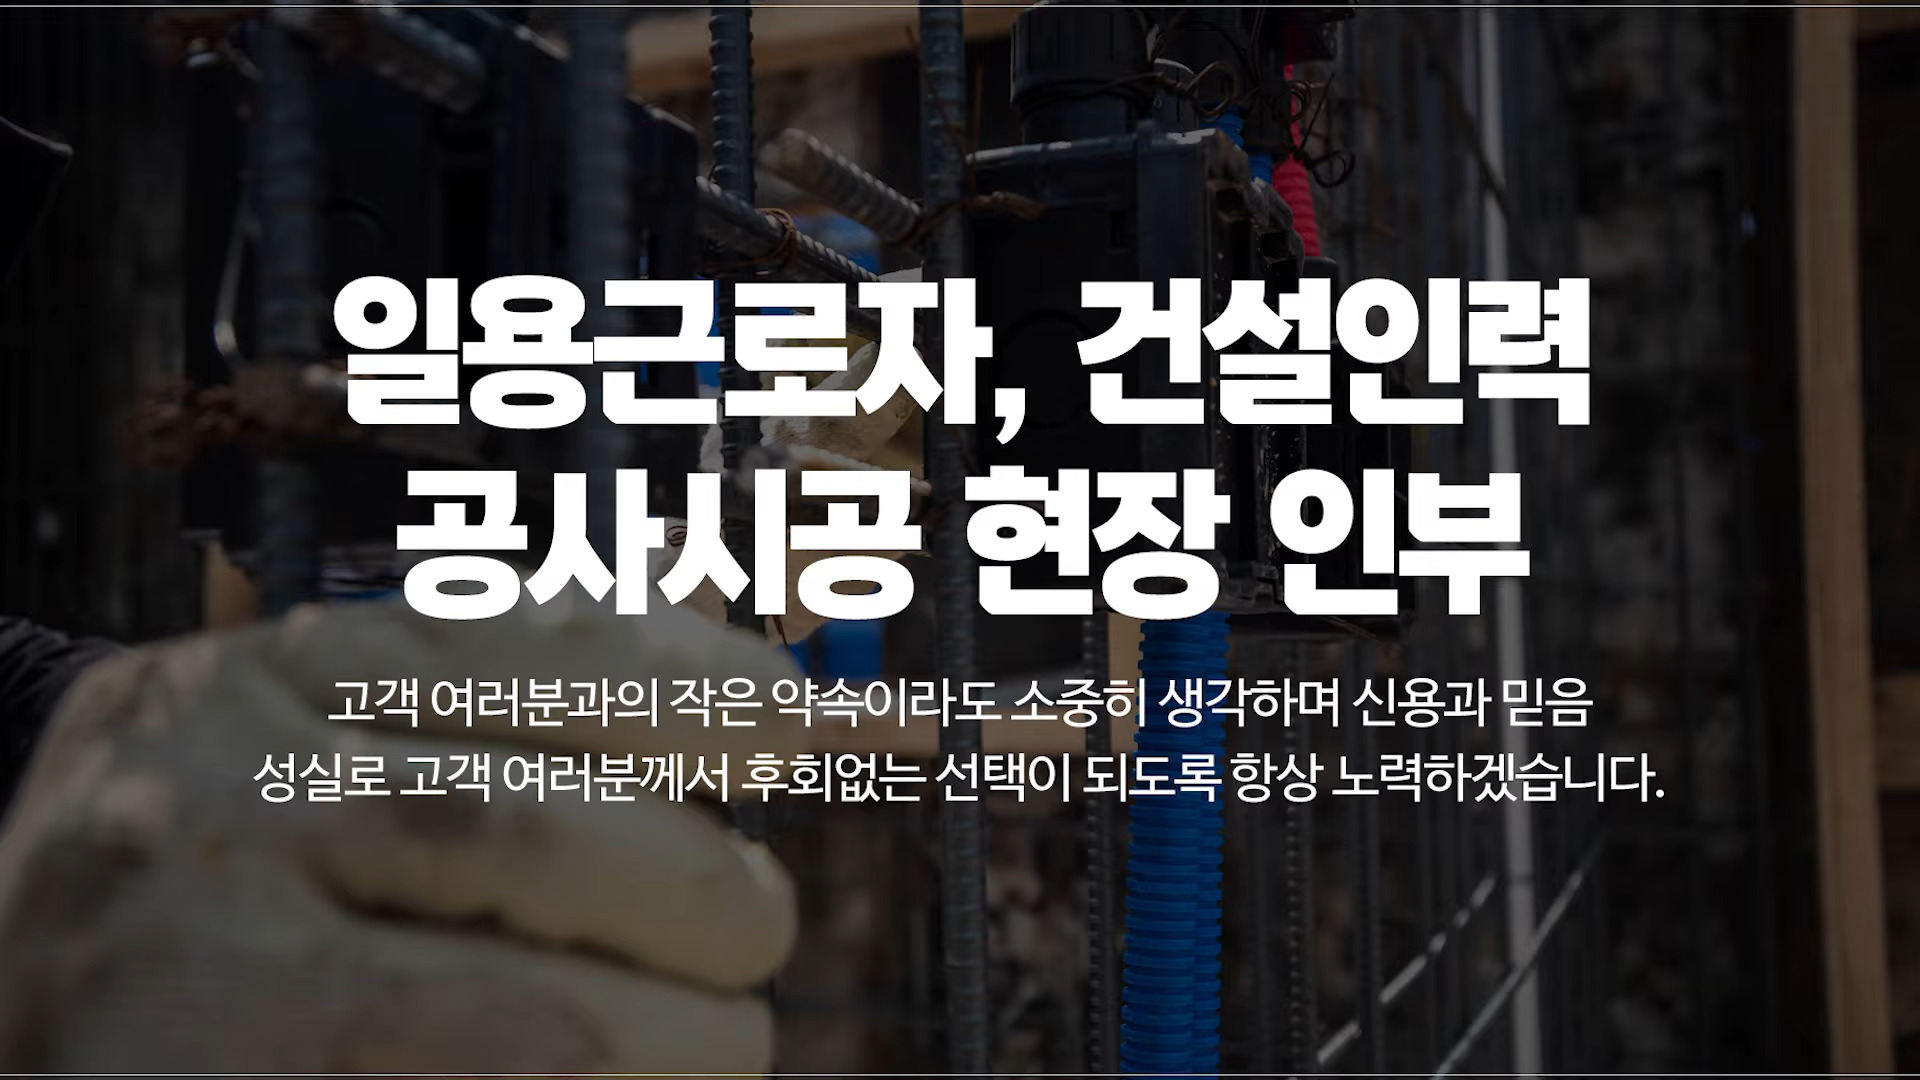 일용근로자, 건설인력
공사시공 현장 인부
고객 여러분과의 작은 약속이라도 소중히 생각하며 신용과 믿음
성실로 고객 여러분께서 후회없는 선택이 되도록 항상 노력하겠습니다.